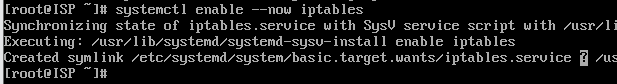 [root@ISP ~]# systemctl enable --now iptables
Synchronizing state of iptables.service with SysV service script with /usr/li
Executing: /usr/lib/systemd/systemd-sysv-install enable iptables
Created symlink /etc/systemd/system/basic.target.wants/iptables.service ? /us
[root@ISP ~]#